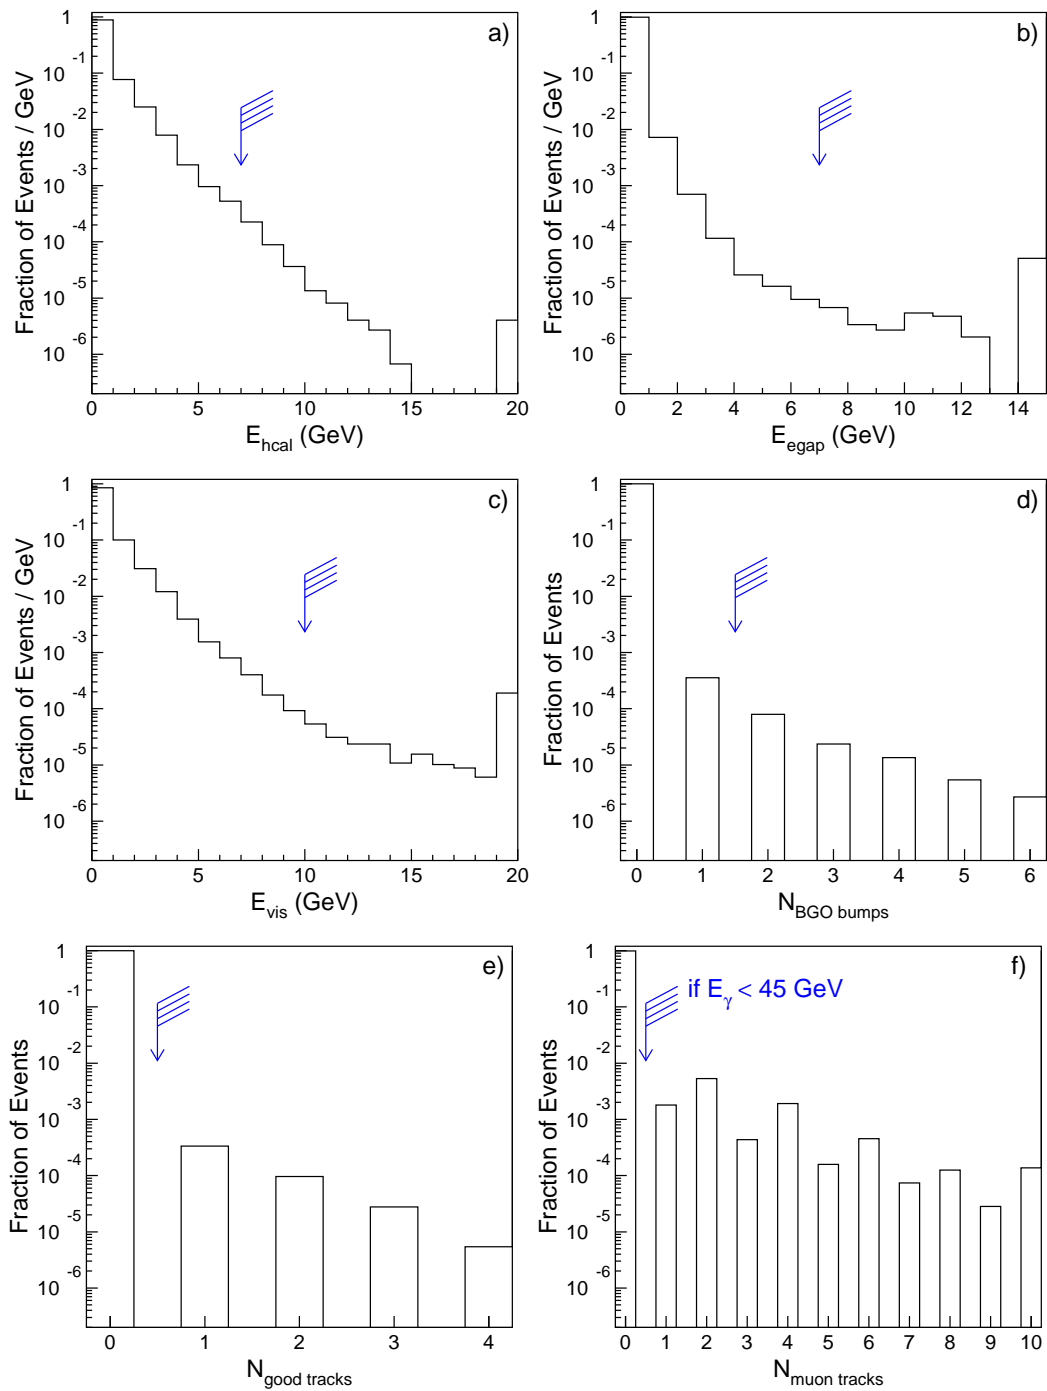 a)
Fraction of Events / GeV
1
10⁻¹
10⁻²
10⁻³
10⁻⁴
10⁻⁵
10⁻⁶
0 5 10 15 20
E_hcal (GeV)
b)
Fraction of Events / GeV
1
10⁻¹
10⁻²
10⁻³
10⁻⁴
10⁻⁵
10⁻⁶
0 2 4 6 8 10 12 14
E_egap (GeV)
c)
Fraction of Events / GeV
1
10⁻¹
10⁻²
10⁻³
10⁻⁴
10⁻⁵
10⁻⁶
0 5 10 15 20
E_vis (GeV)
d)
Fraction of Events
1
10⁻¹
10⁻²
10⁻³
10⁻⁴
10⁻⁵
10⁻⁶
0 1 2 3 4 5 6
N_BGO bumps
e)
Fraction of Events
1
10⁻¹
10⁻²
10⁻³
10⁻⁴
10⁻⁵
10⁻⁶
0 1 2 3 4
N_good tracks
f)
if E_γ < 45 GeV
Fraction of Events
1
10⁻¹
10⁻²
10⁻³
10⁻⁴
10⁻⁵
10⁻⁶
0 1 2 3 4 5 6 7 8 9 10
N_muon tracks